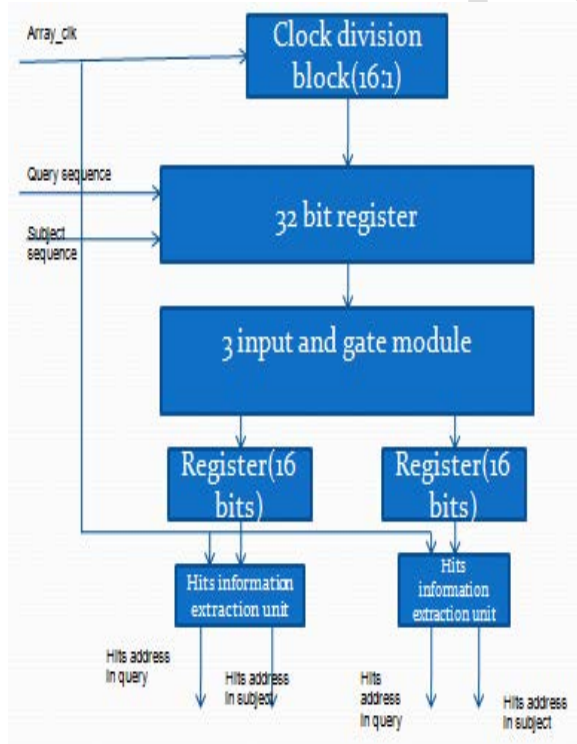 Array_clk
Clock division
block(16:1)
Query sequence
32 bit register
Subject
sequence
3 input and gate module
Register(16
bits)
Register(16
bits)
Hits information
extraction unit
Hits
information
extraction unit
Hits address
in query
Hits address
in subject
Hits
address
in query
Hits address
in subject